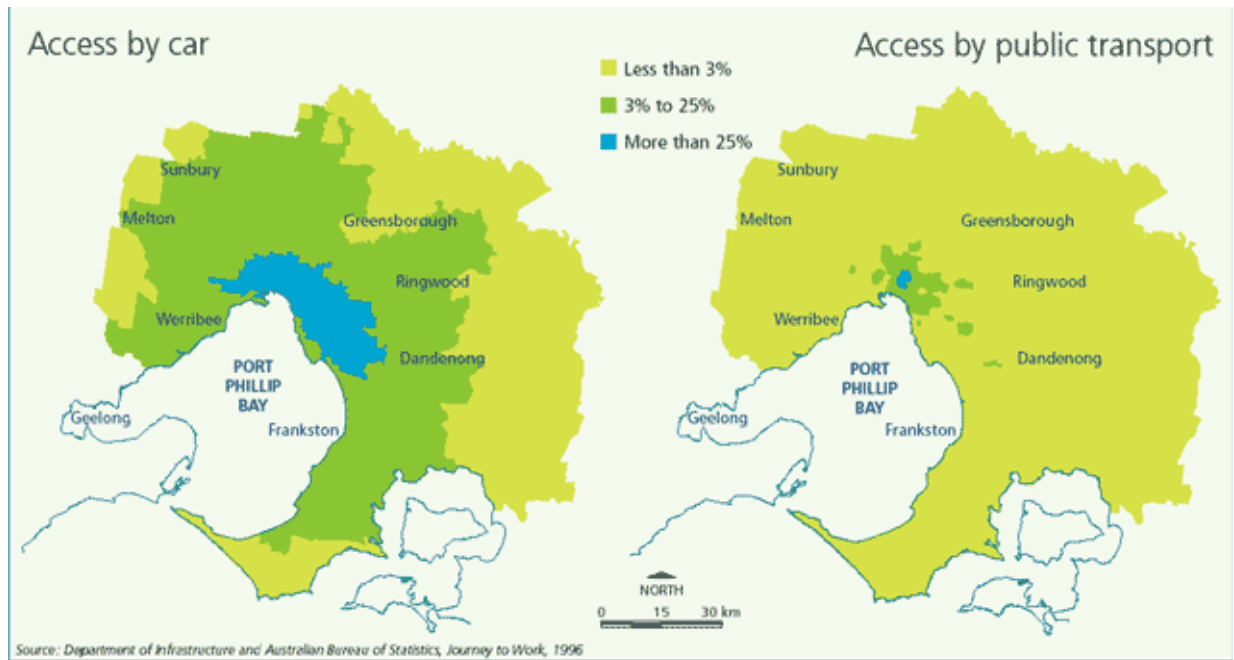 Access by car
Access by public transport
Less than 3%
3% to 25%
More than 25%
Sunbury
Melton
Greensborough
Ringwood
Werribee
Dandenong
PORT
PHILLIP
BAY
Geelong
Frankston
Sunbury
Melton
Greensborough
Ringwood
Werribee
Dandenong
PORT
PHILLIP
BAY
Geelong
Frankston
NORTH
0 15 30 km
Source: Department of Infrastructure and Australian Bureau of Statistics, Journey to Work, 1996